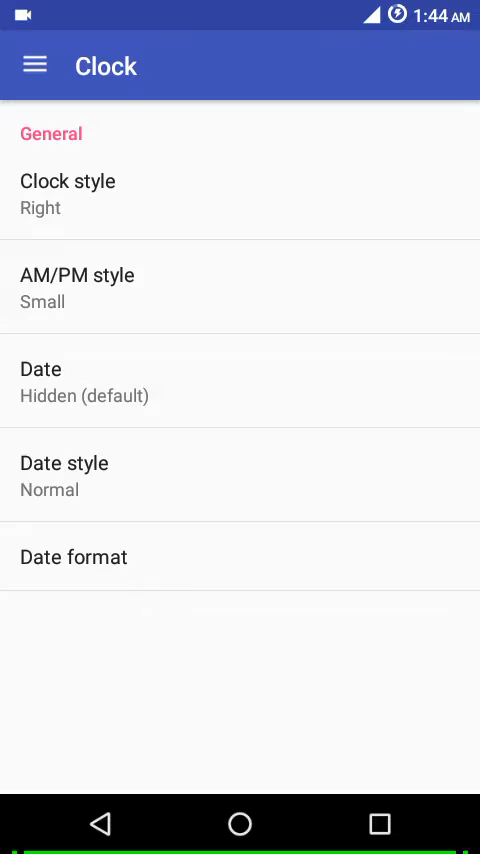 1:44 AM
Clock
General
Clock style
Right
AM/PM style
Small
Date
Hidden (default)
Date style
Normal
Date format